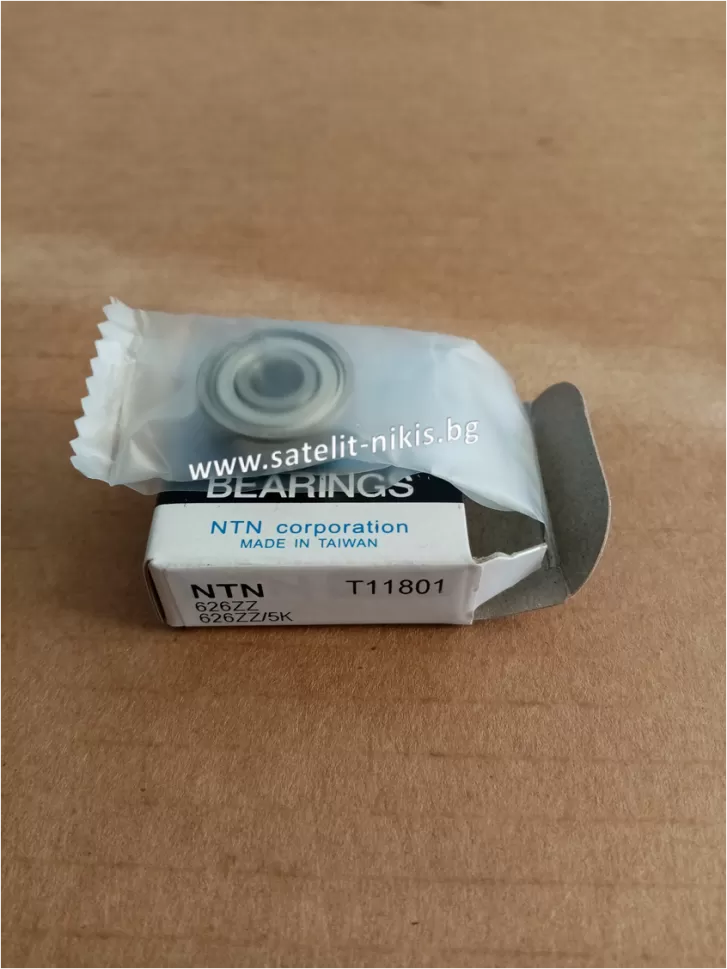 www.satelit-nikis.bg
BEARINGS
NTN corporation
MADE IN TAIWAN
NTN T11801
626ZZ
626ZZ/5K